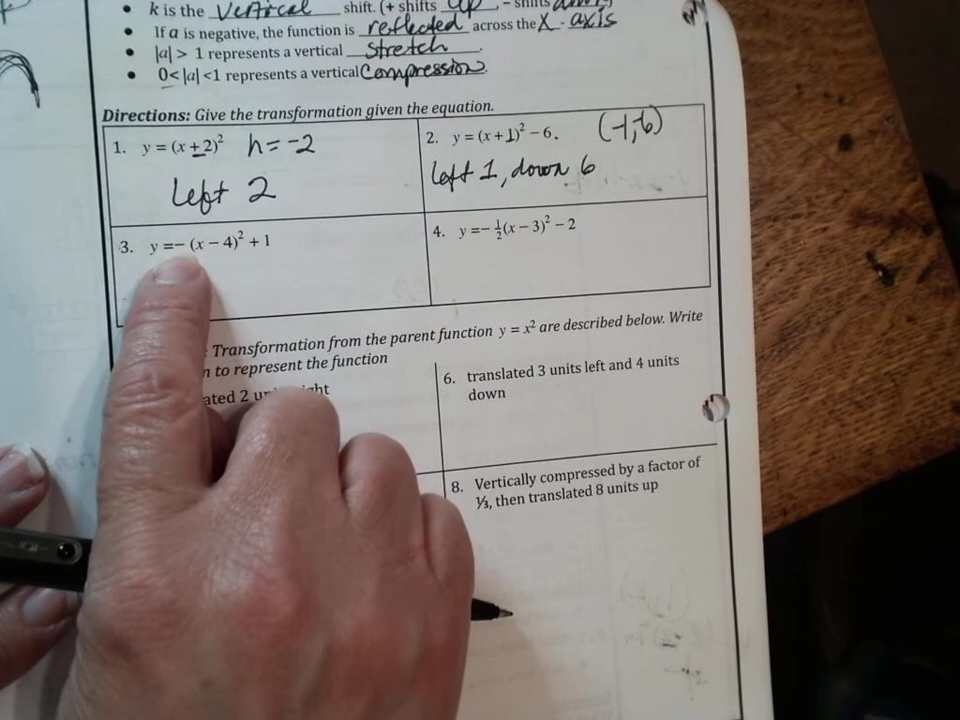 k is the vertical shift. (+ shifts up, - shifts down)
• If a is negative, the function is reflected across the x - axis
• |a| > 1 represents a vertical stretch.
• 0<|a|<1 represents a vertical compression.
Directions: Give the transformation given the equation.
1. y = (x + 2)² h = -2
left 2
2. y = (x + 1)² – 6. (-1,-6)
left 1, down 6
3. y = – (x – 4)² + 1
4. y = – ½(x – 3)² – 2
: Transformation from the parent function y = x² are described below. Write
to represent the function
ated 2
6. translated 3 units left and 4 units
down
8. Vertically compressed by a factor of
⅓, then translated 8 units up